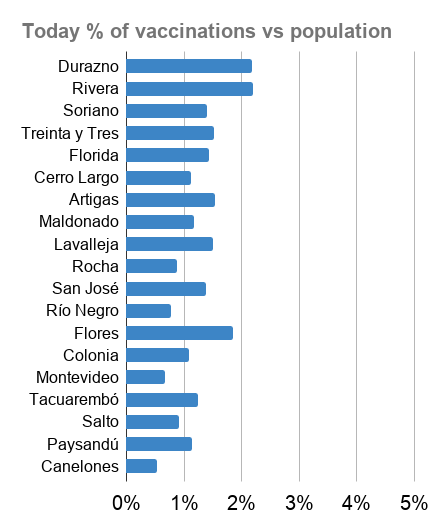 Today % of vaccinations vs population
Durazno
Rivera
Soriano
Treinta y Tres
Florida
Cerro Largo
Artigas
Maldonado
Lavalleja
Rocha
San José
Río Negro
Flores
Colonia
Montevideo
Tacuarembó
Salto
Paysandú
Canelones
0% 1% 2% 3% 4% 5%